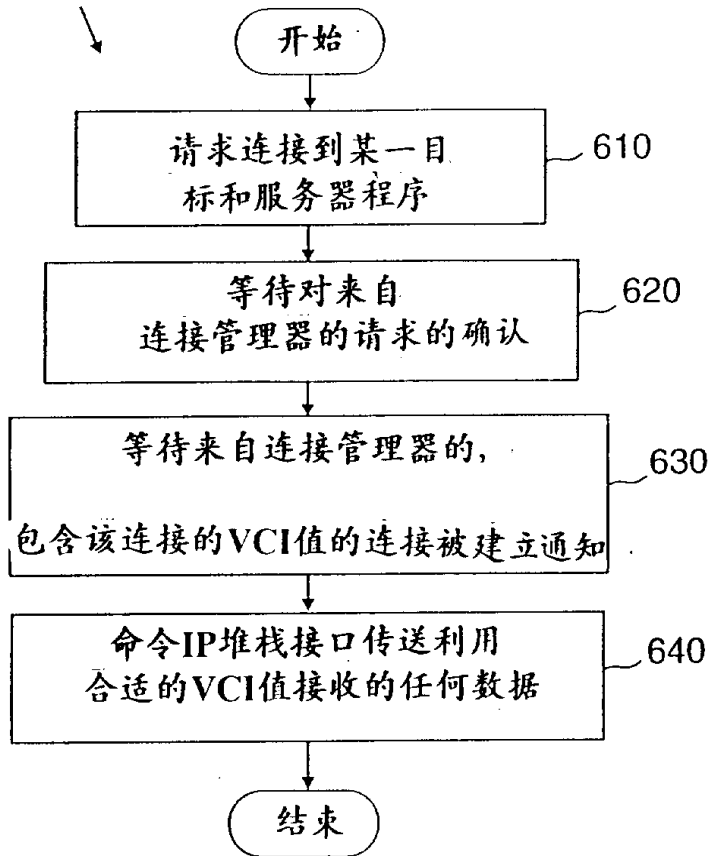 开始
请求连接到某一目
标和服务器程序
610
等待对来自
连接管理器的请求的确认
620
等待来自连接管理器的,
包含该连接的VCI值的连接被建立通知
630
命令IP堆栈接口传送利用
合适的VCI值接收的任何数据
640
结束